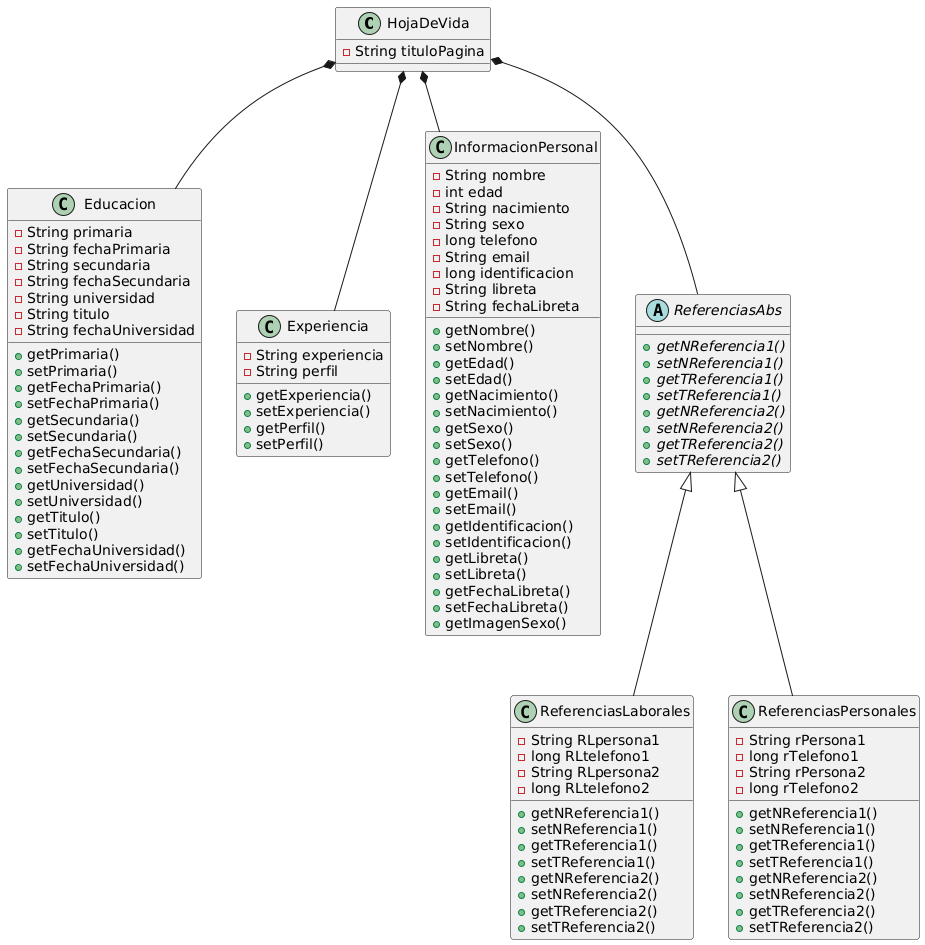 C HojaDeVida
String tituloPagina
C Educacion
String primaria
String fechaPrimaria
String secundaria
String fechaSecundaria
String universidad
String titulo
String fechaUniversidad
getPrimaria()
setPrimaria()
getFechaPrimaria()
setFechaPrimaria()
getSecundaria()
setSecundaria()
getFechaSecundaria()
setFechaSecundaria()
getUniversidad()
setUniversidad()
getTitulo()
setTitulo()
getFechaUniversidad()
setFechaUniversidad()
C Experiencia
String experiencia
String perfil
getExperiencia()
setExperiencia()
getPerfil()
setPerfil()
C InformacionPersonal
String nombre
int edad
String nacimiento
String sexo
long telefono
String email
long identificacion
String libreta
String fechaLibreta
getNombre()
setNombre()
getEdad()
setEdad()
getNacimiento()
setNacimiento()
getSexo()
setSexo()
getTelefono()
setTelefono()
getEmail()
setEmail()
getIdentificacion()
setIdentificacion()
getLibreta()
setLibreta()
getFechaLibreta()
setFechaLibreta()
getImagenSexo()
A ReferenciasAbs
getNReferencia1()
setNReferencia1()
getTReferencia1()
setTReferencia1()
getNReferencia2()
setNReferencia2()
getTReferencia2()
setTReferencia2()
C ReferenciasLaborales
String RLpersona1
long RLtelefono1
String RLpersona2
long RLtelefono2
getNReferencia1()
setNReferencia1()
getTReferencia1()
setTReferencia1()
getNReferencia2()
setNReferencia2()
getTReferencia2()
setTReferencia2()
C ReferenciasPersonales
String rPersona1
long rTelefono1
String rPersona2
long rTelefono2
getNReferencia1()
setNReferencia1()
getTReferencia1()
setTReferencia1()
getNReferencia2()
setNReferencia2()
getTReferencia2()
setTReferencia2()